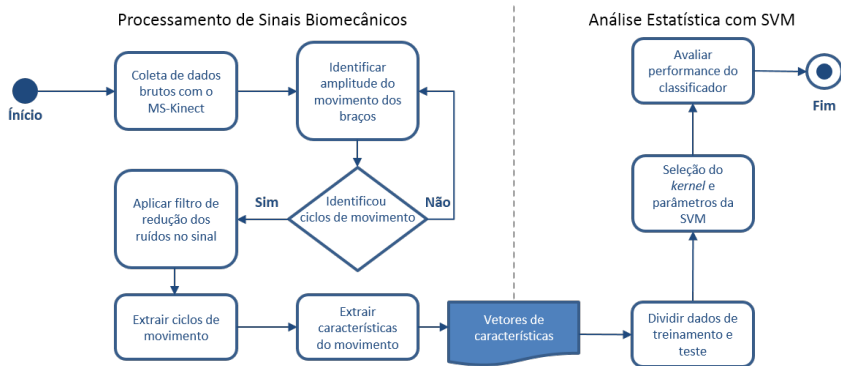 Processamento de Sinais Biomecânicos
Análise Estatística com SVM
Ínício
Coleta de dados
brutos com o
MS-Kinect
Identificar
amplitude do
movimento dos
braços
Identificou
ciclos de movimento
Sim
Não
Aplicar filtro de
redução dos
ruídos no sinal
Extrair ciclos de
movimento
Extrair
características
do movimento
Vetores de
características
Dividir dados de
treinamento e
teste
Seleção do
kernel e
parâmetros da
SVM
Avaliar
performance do
classificador
Fim